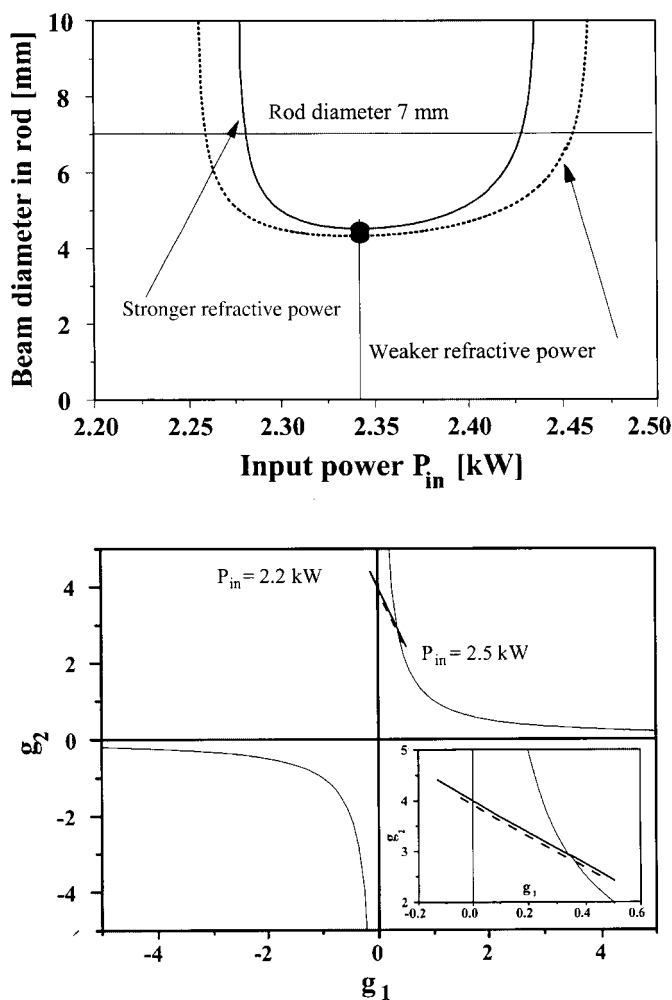 10
8
6
4
2
0
Beam diameter in rod [mm]
Rod diameter 7 mm
Stronger refractive power
Weaker refractive power
2.20 2.25 2.30 2.35 2.40 2.45 2.50
Input power P_in [kW]
P_in = 2.2 kW
P_in = 2.5 kW
4
2
0
-2
-4
g_2
-4 -2 0 2 4
g_1
5
4
3
2
g_2
g_1
-0.2 0.0 0.2 0.4 0.6